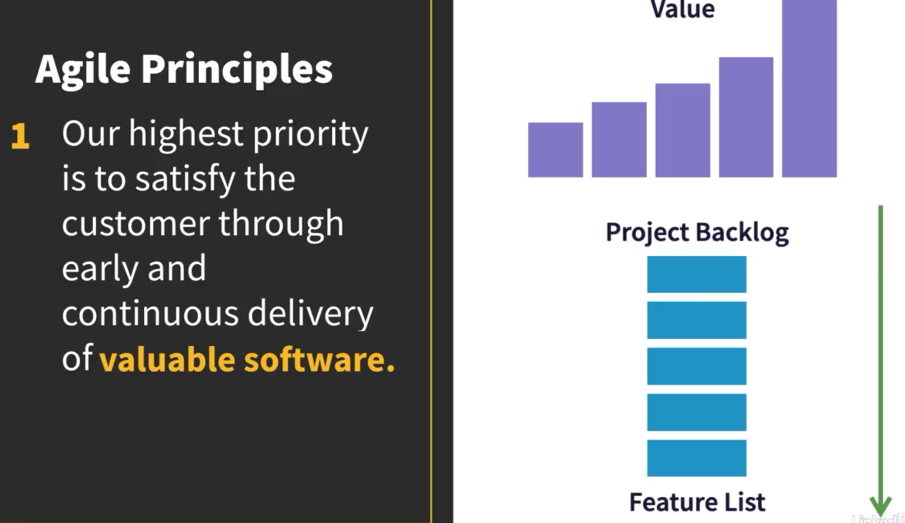 Agile Principles
1 Our highest priority
is to satisfy the
customer through
early and
continuous delivery
of valuable software.
Value
Project Backlog
Feature List